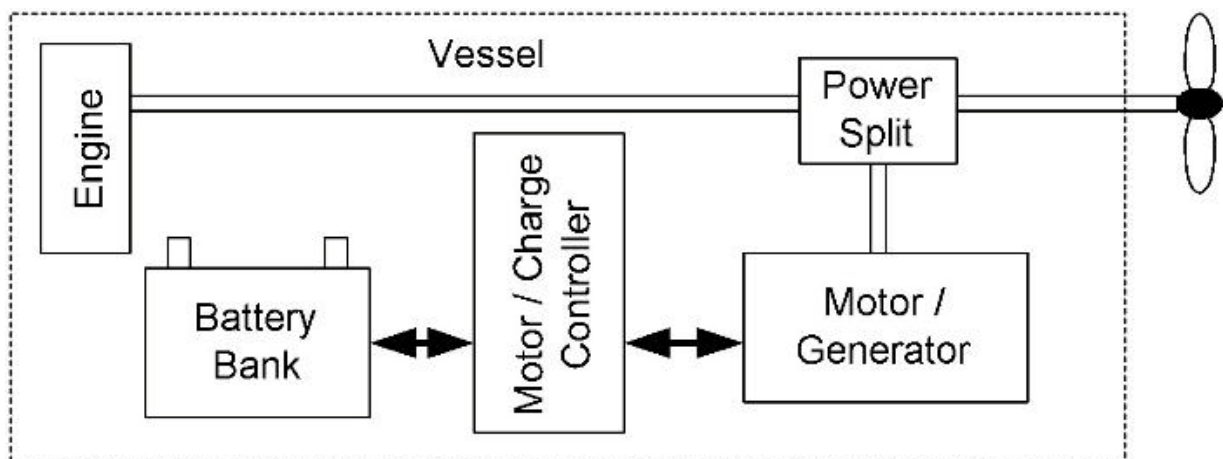 Vessel
Engine
Power
Split
Battery
Bank
Motor / Charge
Controller
Motor /
Generator